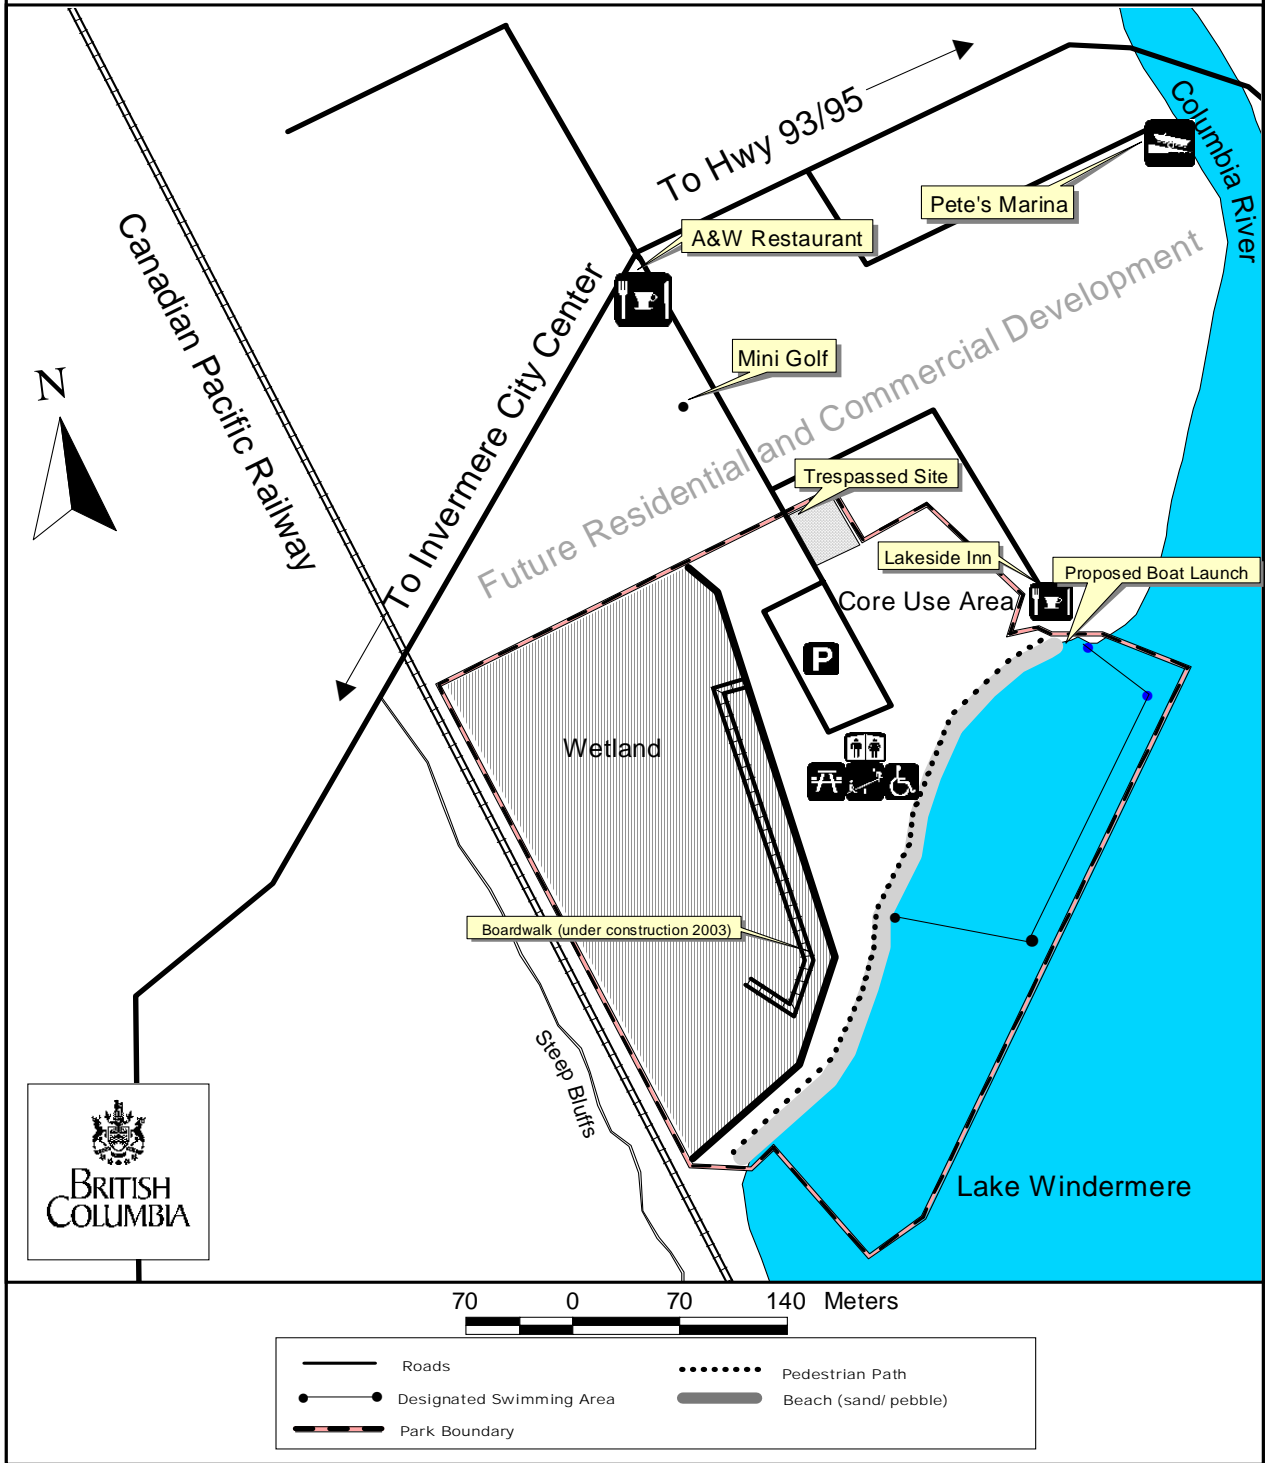 Columbia River
To Hwy 93/95
Pete's Marina
A&W Restaurant
Canadian Pacific Railway
To Invermere City Center
Mini Golf
N
Future Residential and Commercial Development
Trespassed Site
Lakeside Inn
Proposed Boat Launch
Core Use Area
P
Wetland
Boardwalk (under construction 2003)
Steep Bluffs
BRITISH
COLUMBIA
Lake Windermere
70 0 70 140 Meters
Roads
Pedestrian Path
Designated Swimming Area
Beach (sand/ pebble)
Park Boundary